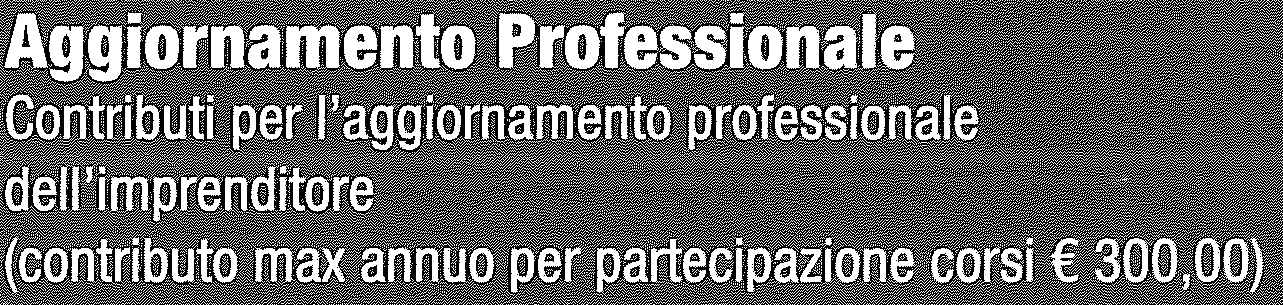 Aggiornamento Professionale
Contributi per l'aggiornamento professionale
dell'imprenditore
(contributo max annuo per partecipazione corsi € 300,00)